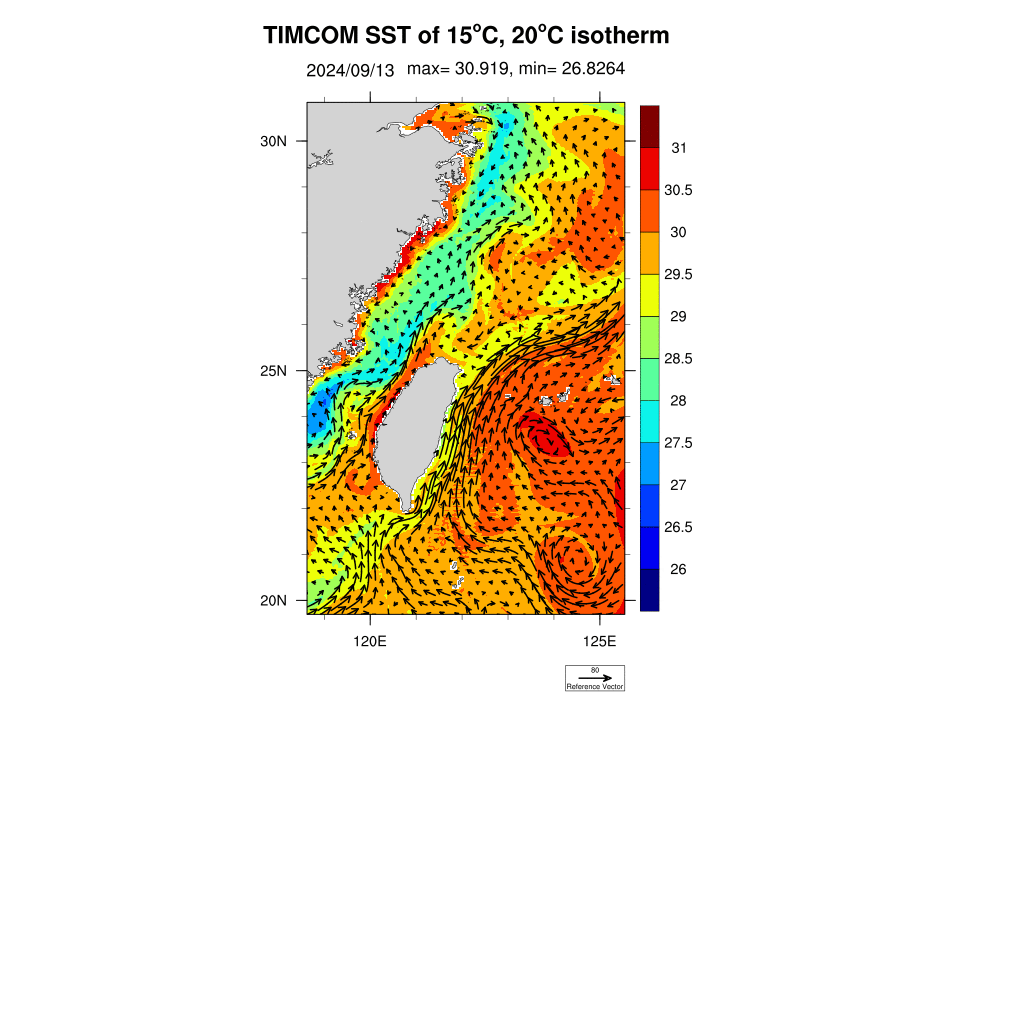 TIMCOM SST of 15°C, 20°C isotherm
2024/09/13 max= 30.919, min= 26.8264
30N
25N
20N
120E
125E
31
30.5
30
29.5
29
28.5
28
27.5
27
26.5
26
80
Reference Vector